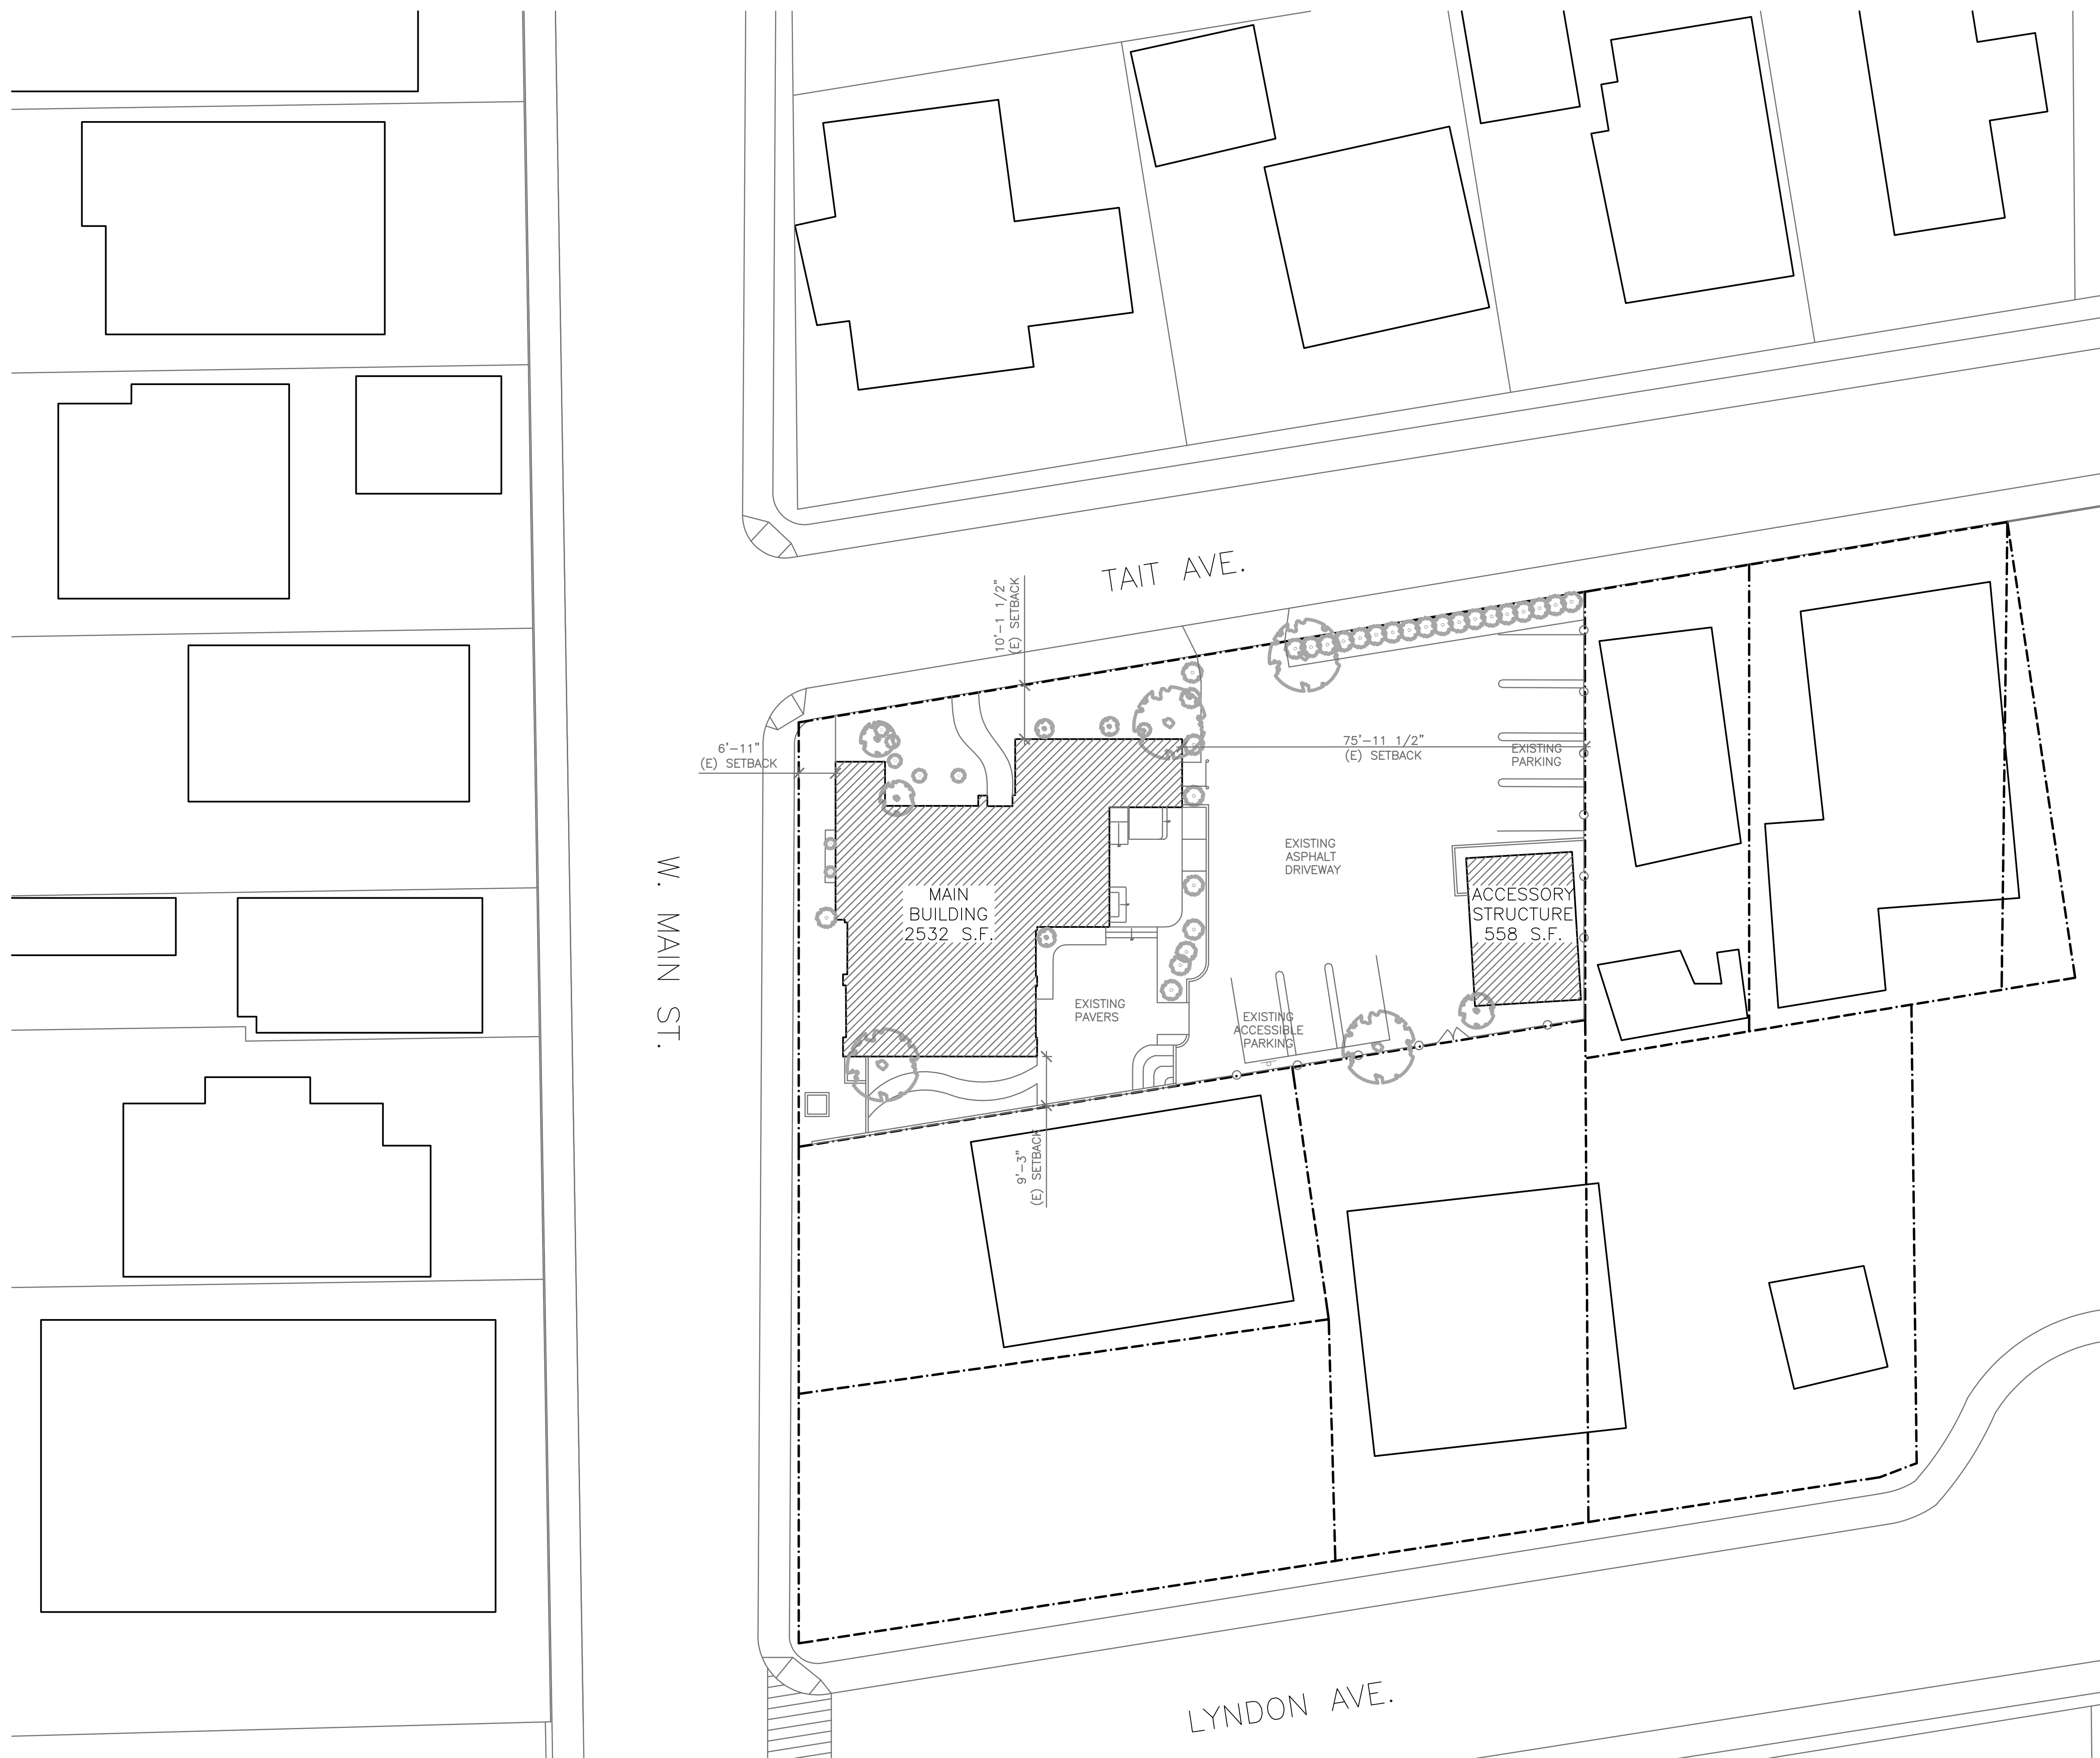 TAIT AVE.
10'-1 1/2"
(E) SETBACK
6'-11"
(E) SETBACK
75'-11 1/2"
(E) SETBACK
EXISTING
PARKING
EXISTING
ASPHALT
DRIVEWAY
MAIN
BUILDING
2532 S.F.
ACCESSORY
STRUCTURE
558 S.F.
W. MAIN ST.
EXISTING
PAVERS
EXISTING
ACCESSIBLE
PARKING
9'-3"
(E) SETBACK
LYNDON AVE.